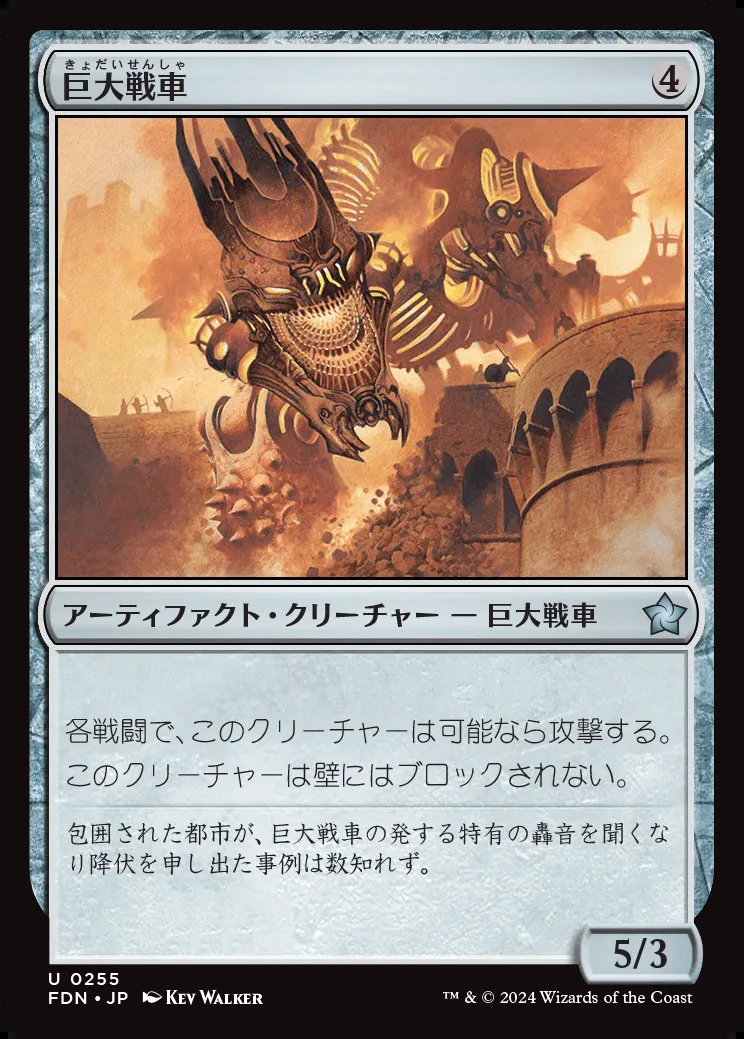 きょだいせんしゃ
巨大戦車 4
アーティファクト・クリーチャー — 巨大戦車
各戦闘で、このクリーチャーは可能なら攻撃する。
このクリーチャーは壁にはブロックされない。
包囲された都市が、巨大戦車の発する特有の轟音を聞くな
り降伏を申し出た事例は数知れず。
5/3
U 0255
FDN • JP Kev Walker
™ & © 2024 Wizards of the Coast